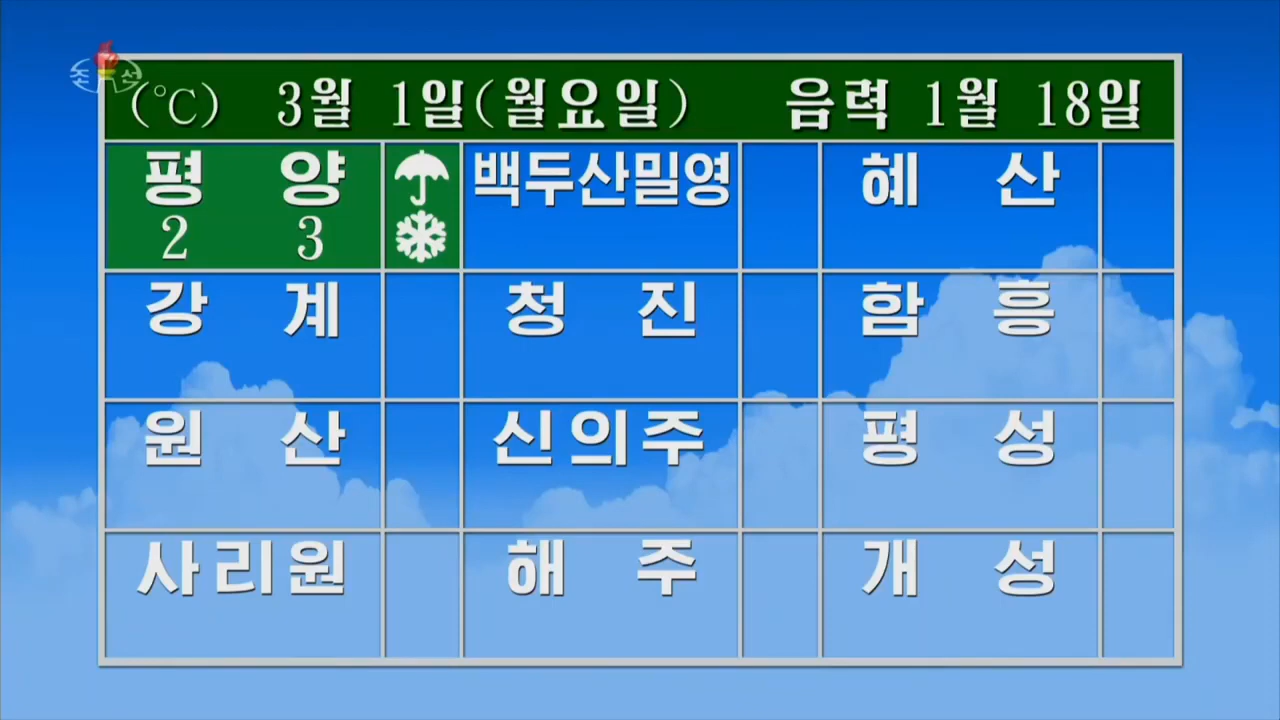 조선
(℃) 3월 1일(월요일) 음력 1월 18일
평양 백두산밀영 혜산
2 3
강계 청진 함흥
원산 신의주 평성
사리원 해주 개성